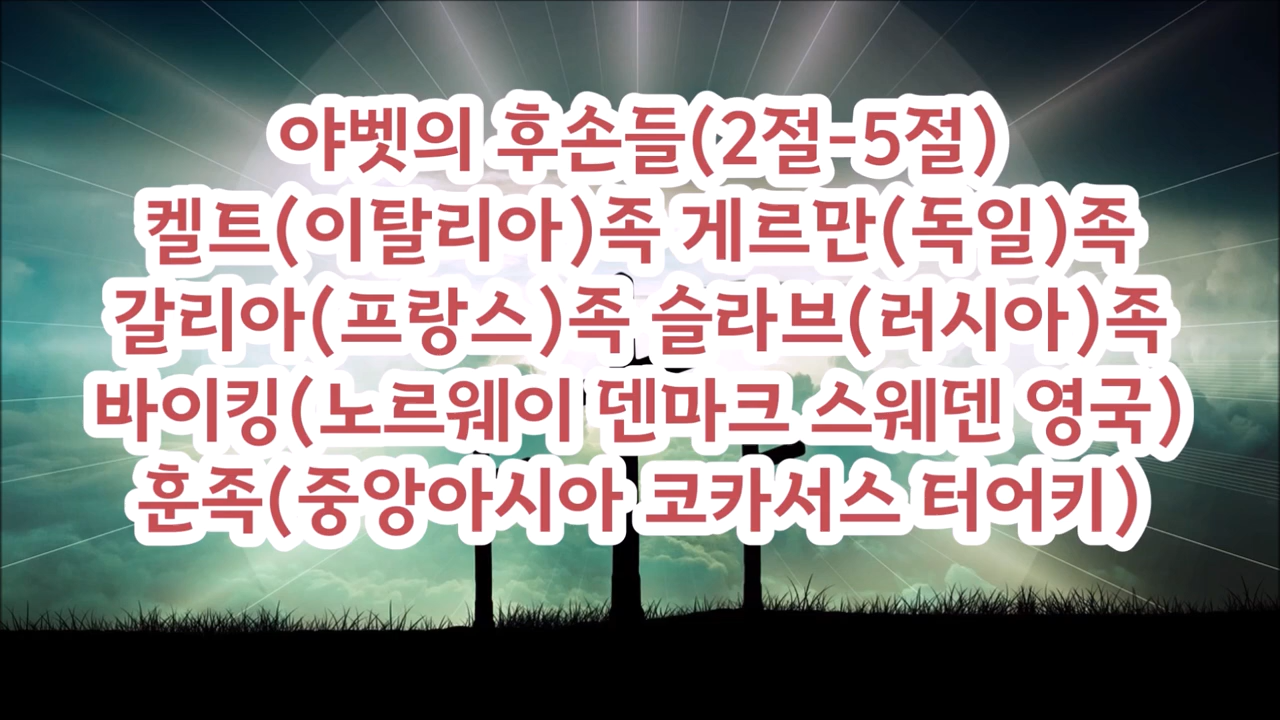 야벳의 후손들(2절-5절)
켈트(이탈리아)족 게르만(독일)족
갈리아(프랑스)족 슬라브(러시아)족
바이킹(노르웨이 덴마크 스웨덴 영국)
훈족(중앙아시아 코카서스 터어키)